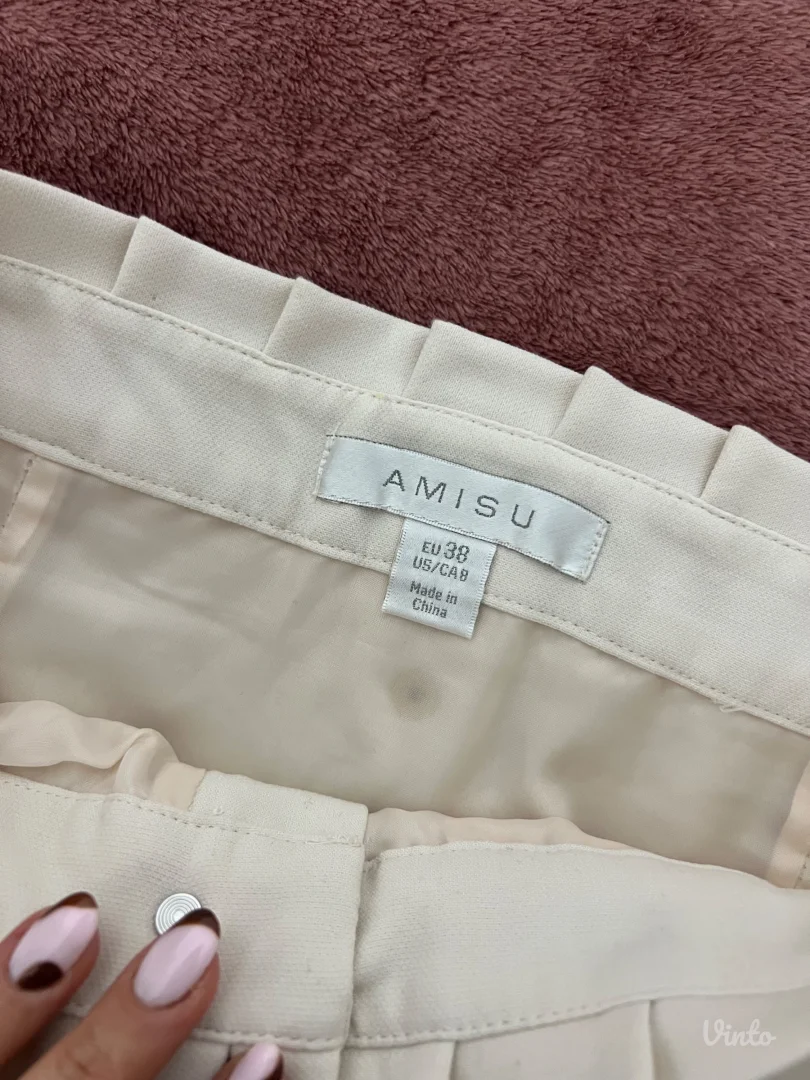 AMISU
EU 38
US/CA 8
Made in
China
Vinto